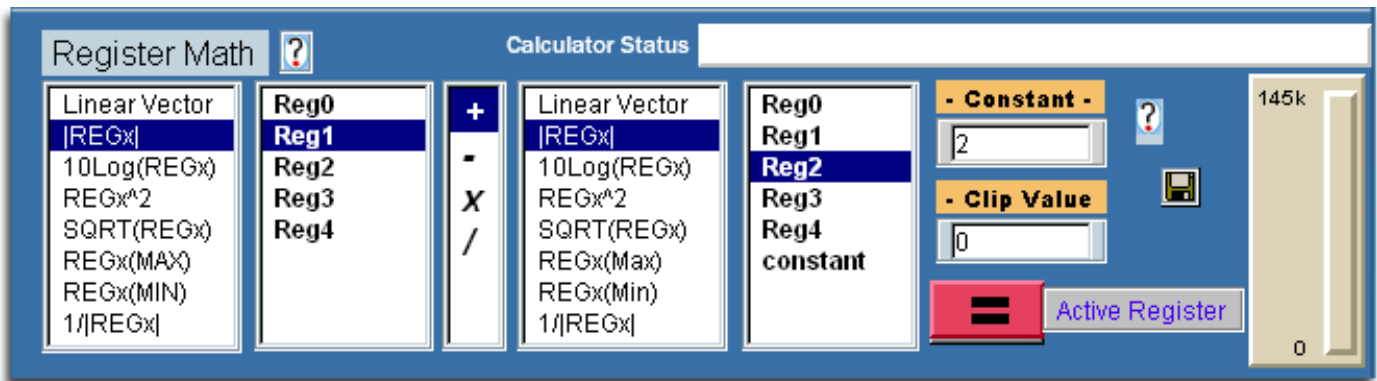 Register Math ?
Calculator Status
Linear Vector
|REGx|
10Log(REGx)
REGx^2
SQRT(REGx)
REGx(MAX)
REGx(MIN)
1/|REGx|
Reg0
Reg1
Reg2
Reg3
Reg4
+
-
x
/
Linear Vector
|REGx|
10Log(REGx)
REGx^2
SQRT(REGx)
REGx(Max)
REGx(Min)
1/|REGx|
Reg0
Reg1
Reg2
Reg3
Reg4
constant
- Constant -
2
?
- Clip Value
0
=
Active Register
145k
0